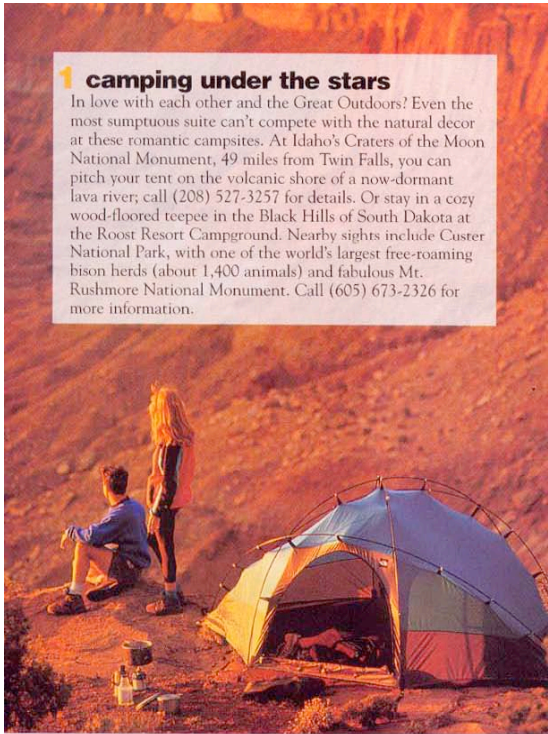 1 camping under the stars
In love with each other and the Great Outdoors? Even the
most sumptuous suite can't compete with the natural decor
at these romantic campsites. At Idaho's Craters of the Moon
National Monument, 49 miles from Twin Falls, you can
pitch your tent on the volcanic shore of a now-dormant
lava river; call (208) 527-3257 for details. Or stay in a cozy
wood-floored teepee in the Black Hills of South Dakota at
the Roost Resort Campground. Nearby sights include Custer
National Park, with one of the world's largest free-roaming
bison herds (about 1,400 animals) and fabulous Mt.
Rushmore National Monument. Call (605) 673-2326 for
more information.